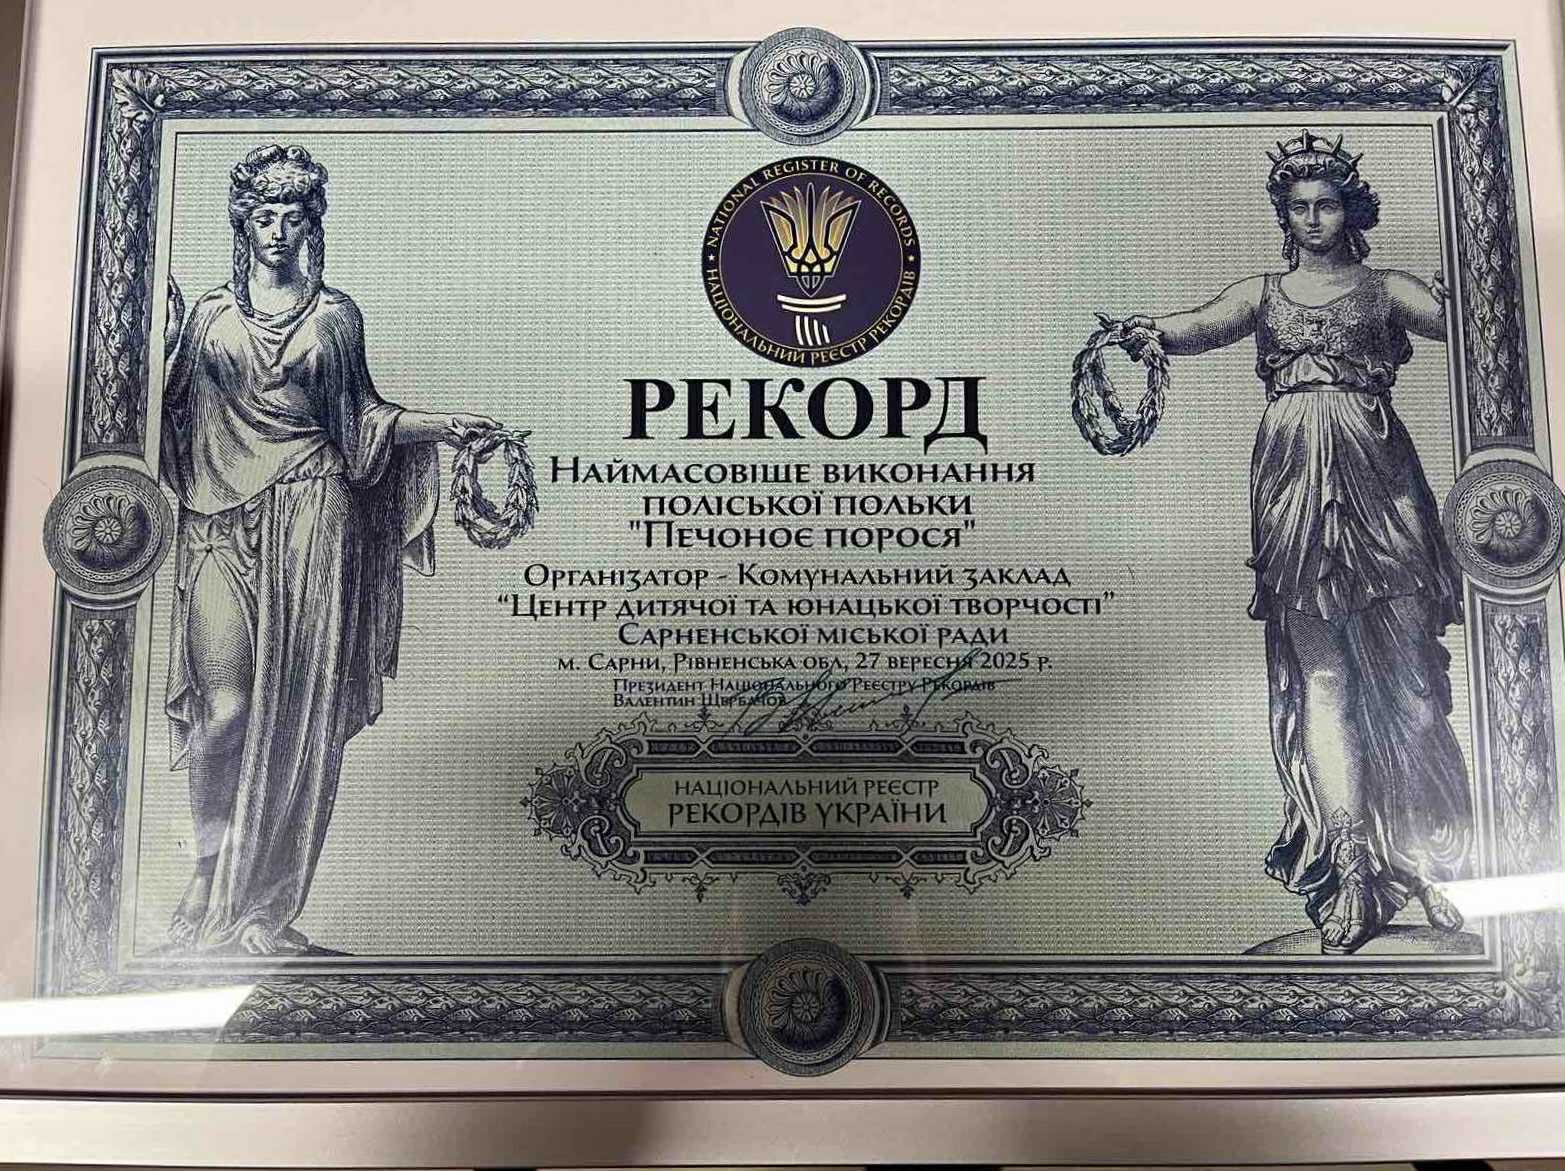 NATIONAL REGISTER OF RECORDS
НАЦІОНАЛЬНИЙ РЕЄСТР РЕКОРДІВ
РЕКОРД
Наймасовіше виконання
поліської польки
"Печоноє порося"
Організатор - Комунальний заклад
“Центр дитячої та юнацької творчості”
Сарненської міської ради
м. Сарни, Рівненська обл, 27 вересня 2025 р.
Президент Національного Реєстру Рекордів
Валентин Щербачов
НАЦІОНАЛЬНИЙ РЕЄСТР
РЕКОРДІВ УКРАЇНИ